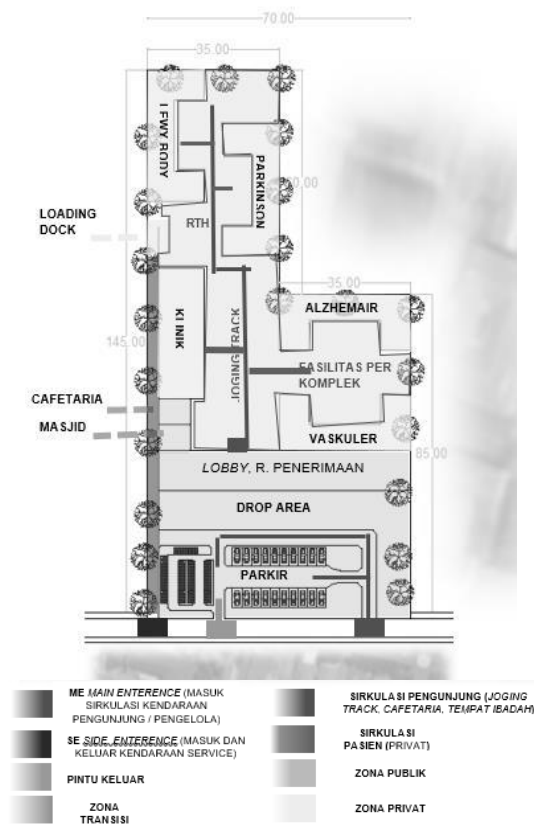 70.00
35.00
LEWY BODY
PARKINSON
RTH
LOADING
DOCK
35.00
ALZHEMAIR
KLINIK
JOGING TRACK
145.00
FASILITAS PER
KOMPLEK
CAFETARIA
MASJID
VASKULER
85.00
LOBBY, R. PENERIMAAN
DROP AREA
PARKIR
ME MAIN ENTERENCE (MASUK
SIRKULASI KENDARAAN
PENGUNJUNG / PENGELOLA)
SE SIDE ENTERENCE (MASUK DAN
KELUAR KENDARAAN SERVICE)
PINTU KELUAR
ZONA
TRANSISI
SIRKULASI PENGUNJUNG (JOGING
TRACK, CAFETARIA, TEMPAT IBADAH)
SIRKULASI
PASIEN (PRIVAT)
ZONA PUBLIK
ZONA PRIVAT